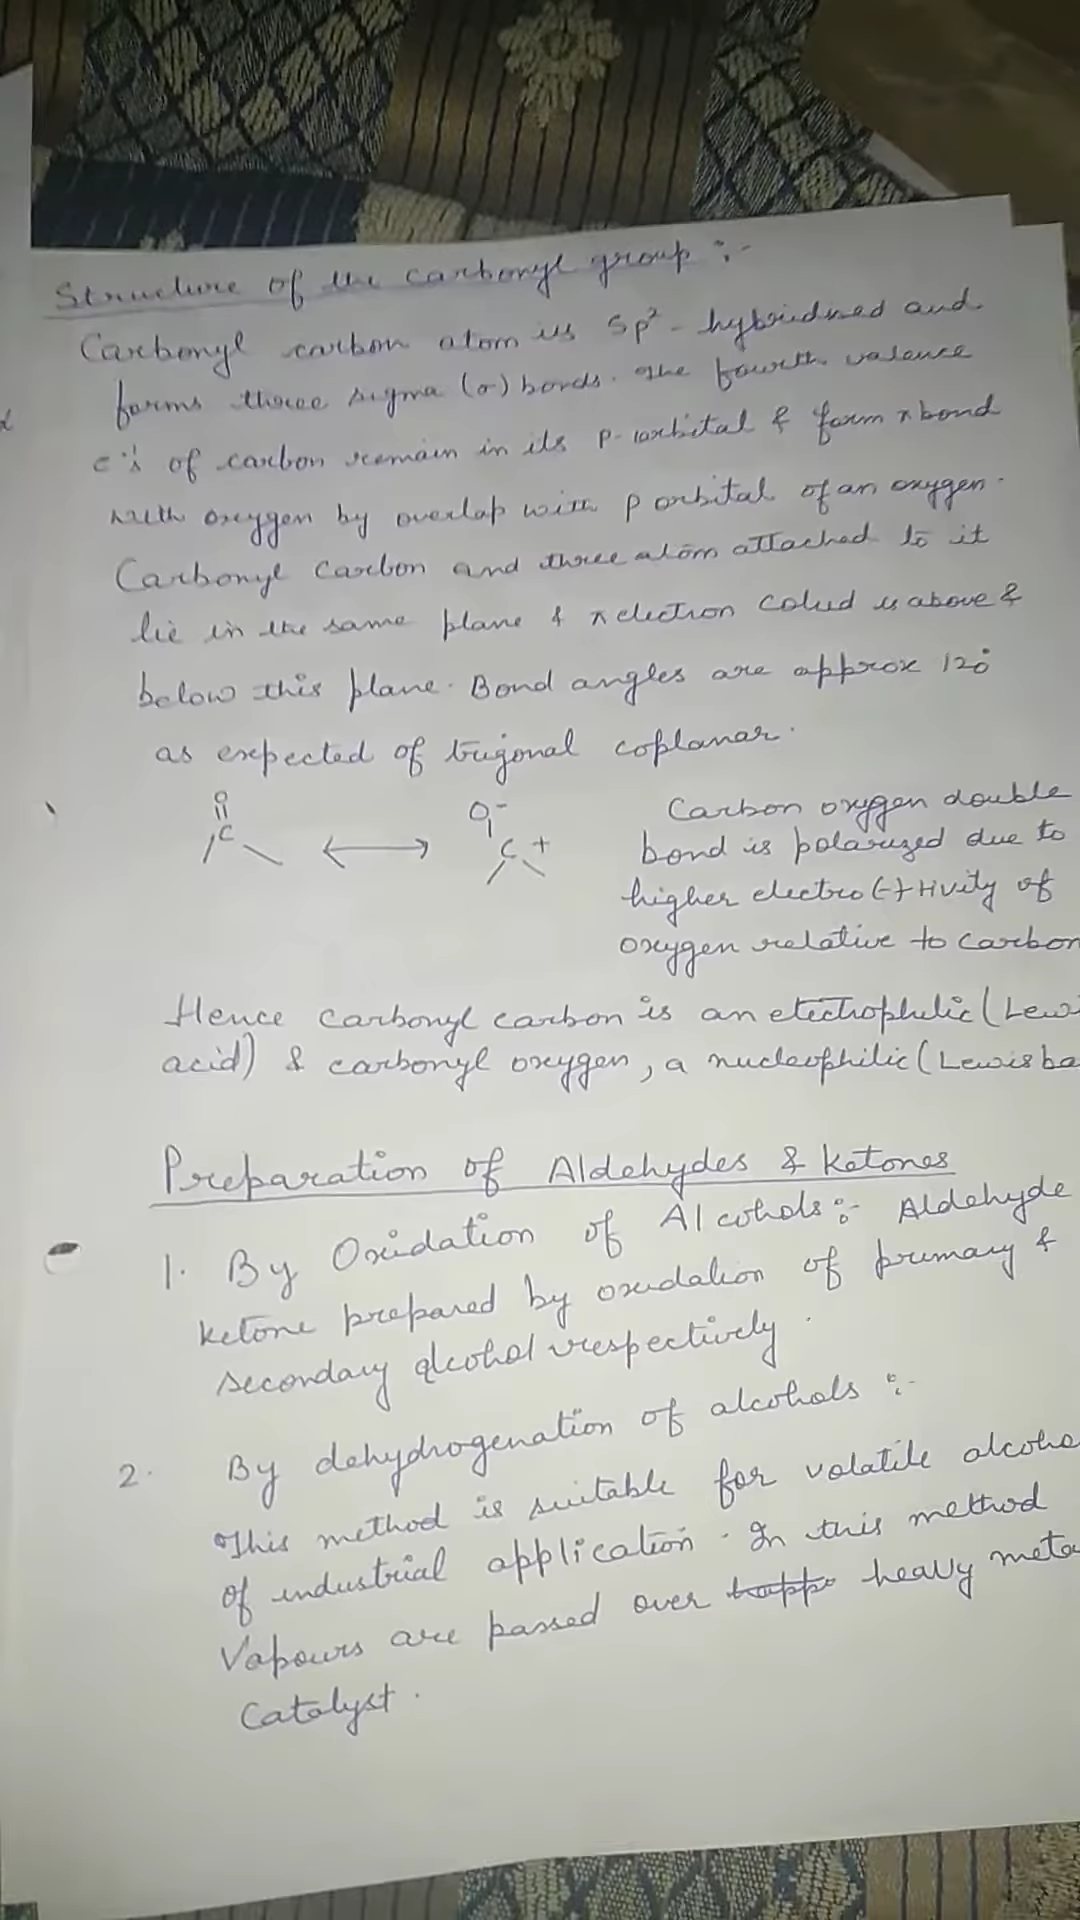 Structure of the carbonyl group :-
Carbonyl carbon atom is Sp² - hybridized and
forms three sigma (σ) bonds. The fourth valence
e⁻s of carbon remain in its p-orbital & form π bond
with oxygen by overlap with p orbital of an oxygen.
Carbonyl carbon and three atom attached to it
lie in the same plane & π electron colud is above &
below this plane. Bond angles are approx 120°
as expected of trigonal coplanar.
O
||
C
⟷
O⁻
C +
Carbon oxygen double
bond is polarized due to
higher electro(-)tivity of
oxygen relative to carbon
Hence carbonyl carbon is an electrophilic (Lewi
acid) & carbonyl oxygen, a nucleophilic (Lewis ba
Preparation of Aldehydes & Ketones
1. By Oxidation of Alcohols :- Aldehyde
ketone prepared by oxidation of primary &
secondary alcohol respectively.
2. By dehydrogenation of alcohols :-
This method is suitable for volatile alcoho
of industrial application. In this method
Vapours are passed over heavy meta
Catalyst.